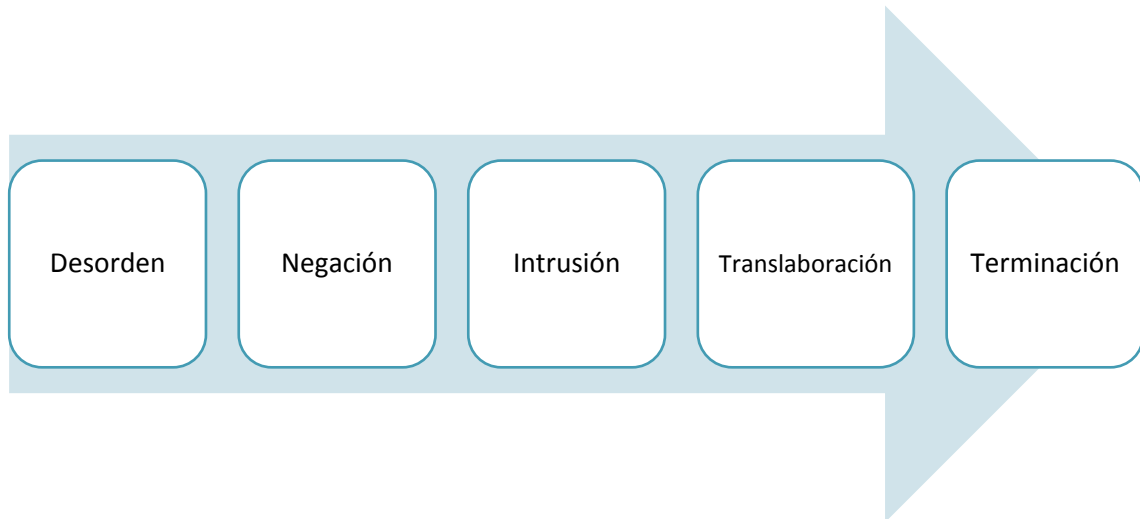 Desorden
Negación
Intrusión
Translaboración
Terminación